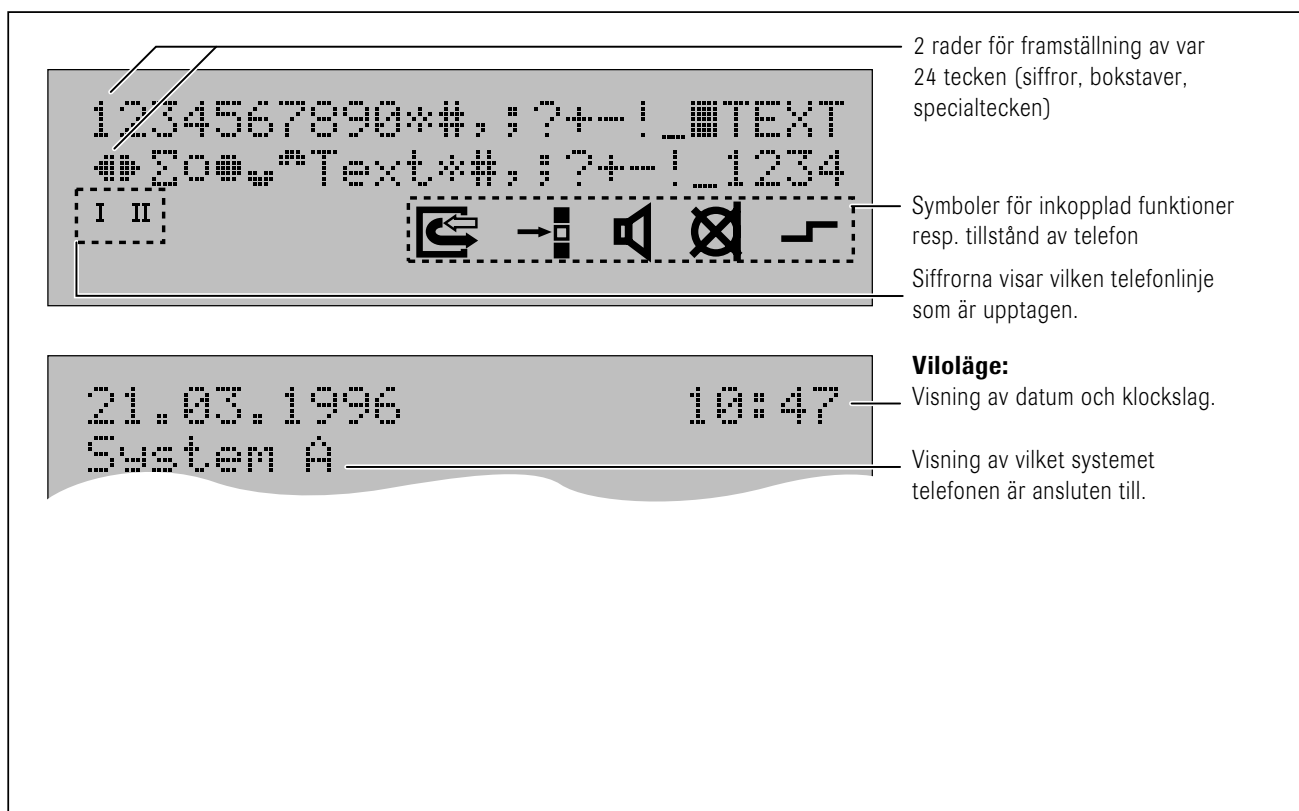 2 rader för framställning av var
24 tecken (siffror, bokstaver,
specialtecken)
1234567890*#,;?+-!_■TEXT
◀▶Σ○●⌣⌢Text*#,;?+-!_1234
I II
Symboler för inkopplad funktioner
resp. tillstånd av telefon
Siffrorna visar vilken telefonlinje
som är upptagen.
Viloläge:
21.03.1996 10:47
Visning av datum och klockslag.
System A
Visning av vilket systemet
telefonen är ansluten till.